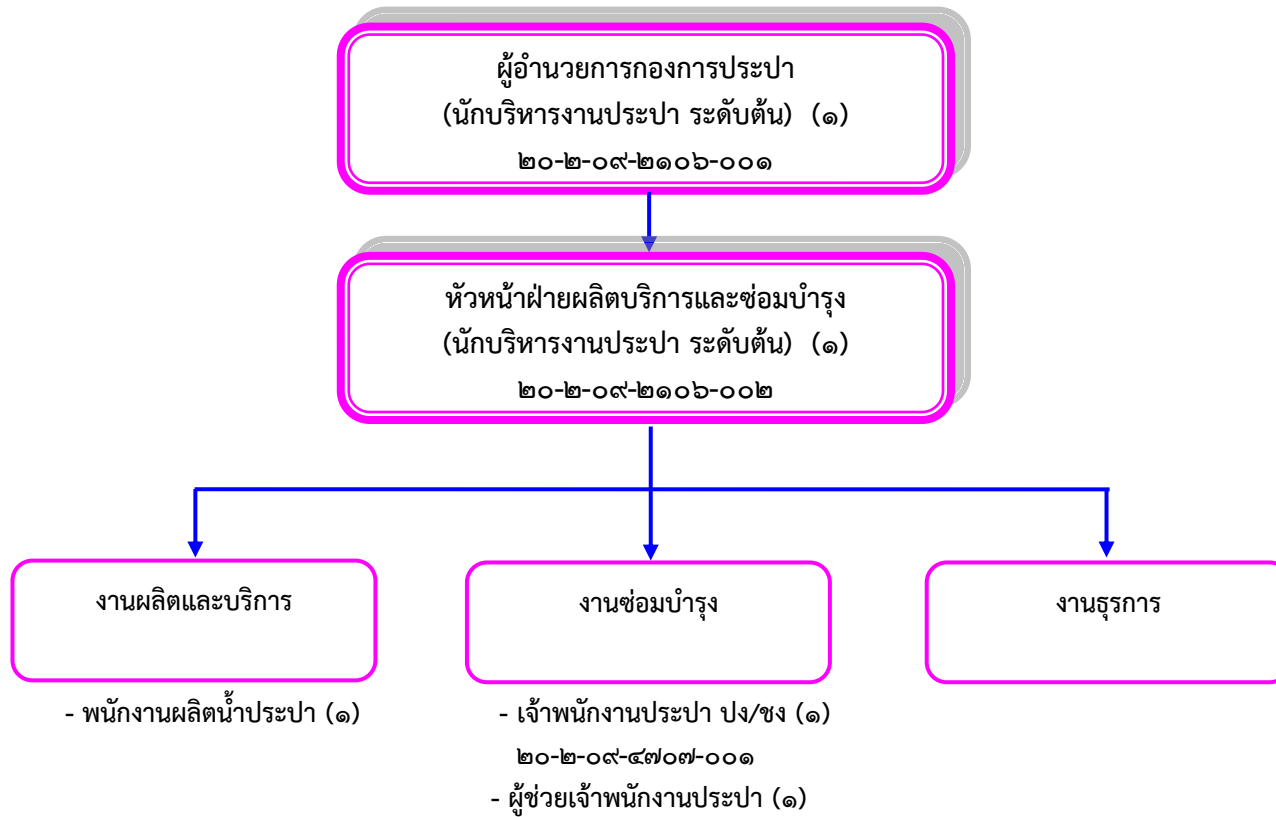 ผู้อำนวยการกองการประปา
(นักบริหารงานประปา ระดับต้น) (๑)
๒๐-๒-๐๙-๒๑๐๖-๐๐๑
หัวหน้าฝ่ายผลิตบริการและซ่อมบำรุง
(นักบริหารงานประปา ระดับต้น) (๑)
๒๐-๒-๐๙-๒๑๐๖-๐๐๒
งานผลิตและบริการ
- พนักงานผลิตน้ำประปา (๑)
งานซ่อมบำรุง
- เจ้าพนักงานประปา ปง/ชง (๑)
๒๐-๒-๐๙-๔๗๐๗-๐๐๑
- ผู้ช่วยเจ้าพนักงานประปา (๑)
งานธุรการ